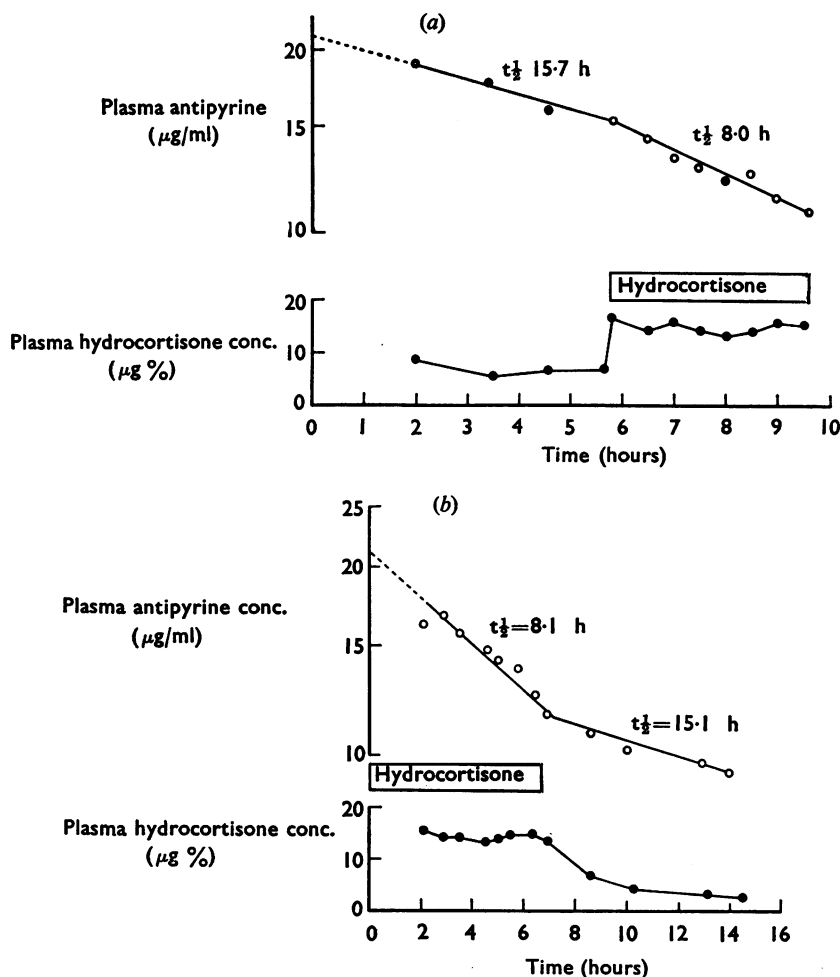 (a)
20
15
10
Plasma antipyrine
(μg/ml)
t½ 15·7 h
t½ 8·0 h
Hydrocortisone
20
10
0
Plasma hydrocortisone conc.
(μg %)
0 1 2 3 4 5 6 7 8 9 10
Time (hours)
(b)
25
20
15
10
Plasma antipyrine conc.
(μg/ml)
t½=8·1 h
t½=15·1 h
Hydrocortisone
20
10
0
Plasma hydrocortisone conc.
(μg %)
0 2 4 6 8 10 12 14 16
Time (hours)